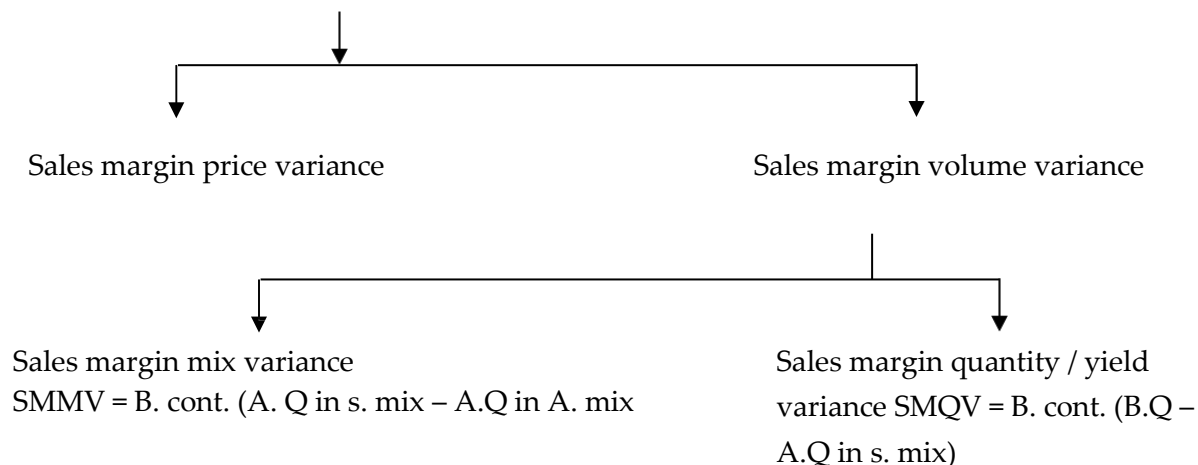 Sales margin price variance
Sales margin volume variance
Sales margin mix variance
SMMV = B. cont. (A. Q in s. mix – A.Q in A. mix
Sales margin quantity / yield
variance SMQV = B. cont. (B.Q –
A.Q in s. mix)